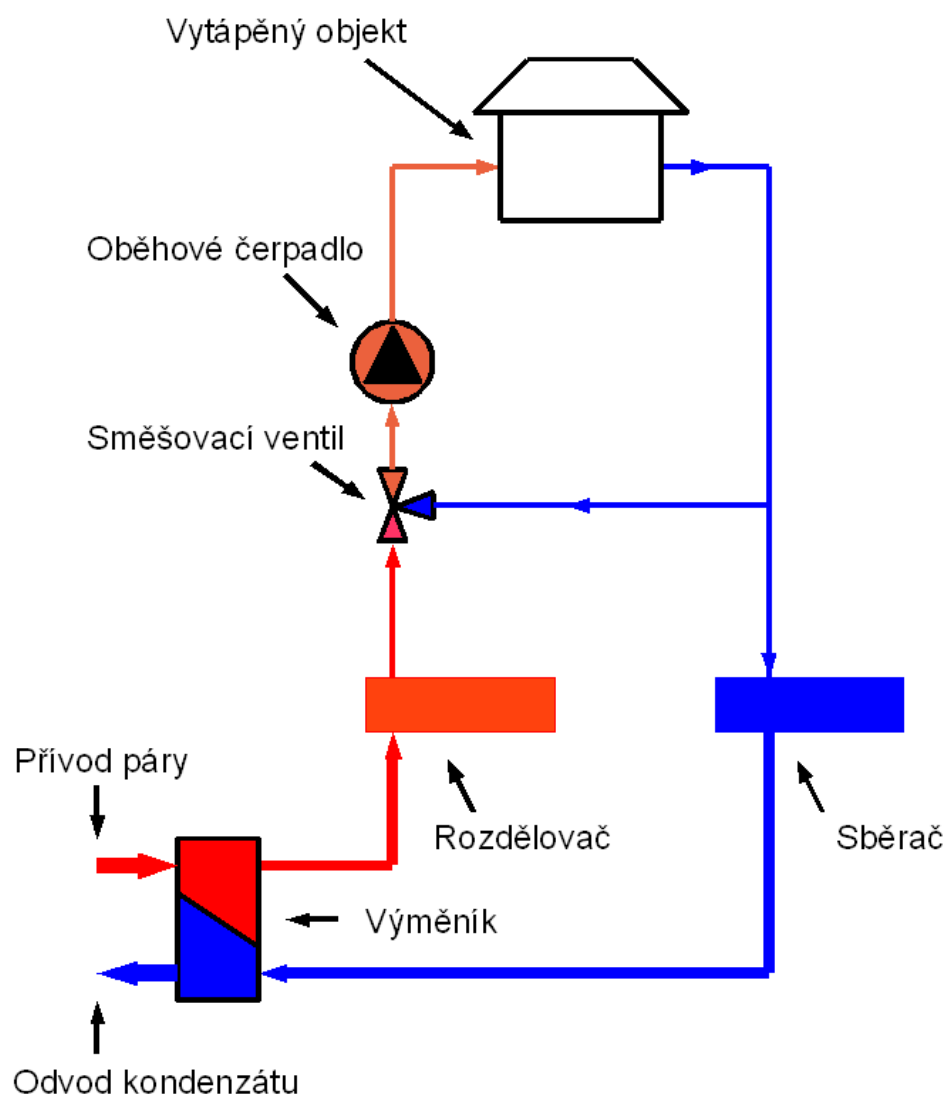 Vytápěný objekt
Oběhové čerpadlo
Směšovací ventil
Přívod páry
Rozdělovač
Sběrač
Výměník
Odvod kondenzátu